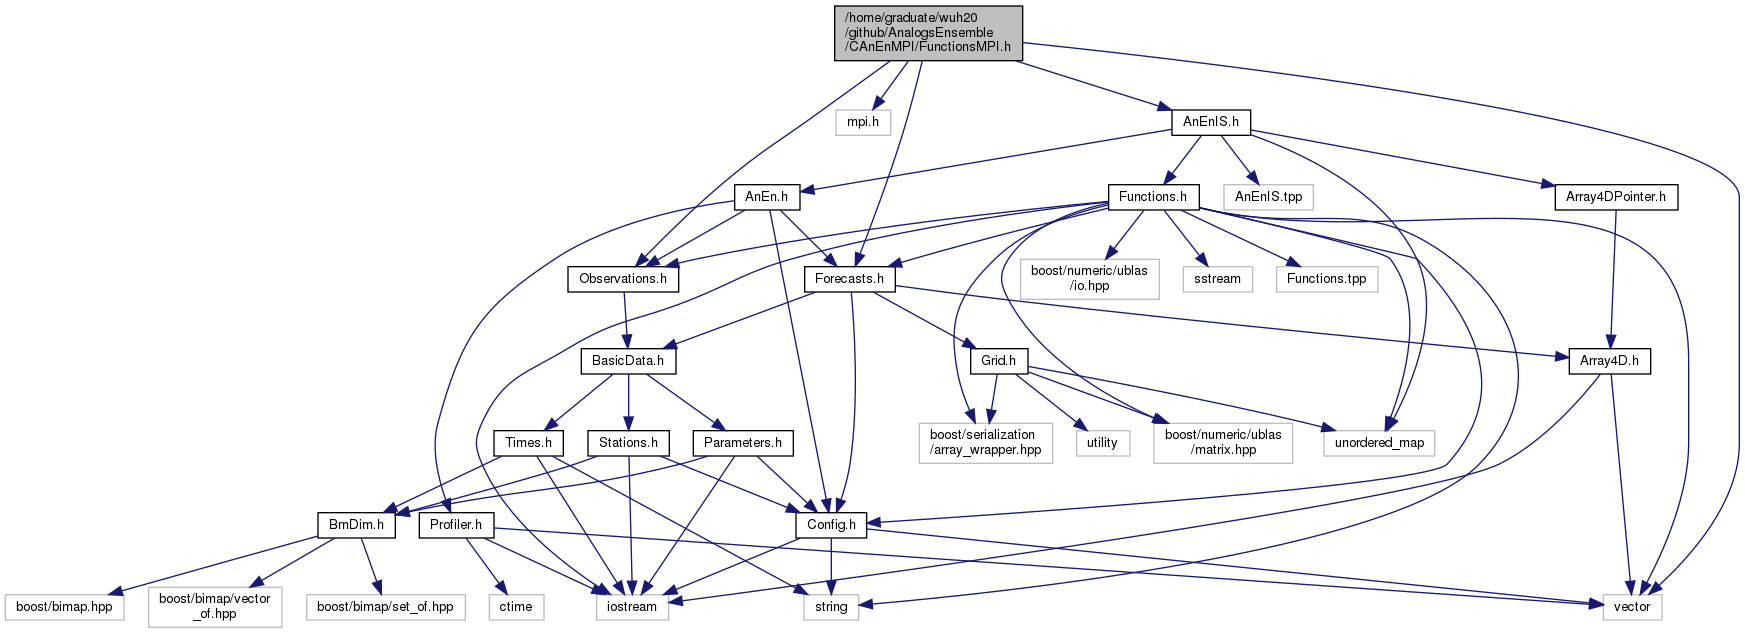 /home/graduate/wuh20
/github/AnalogsEnsemble
/CAnEnMPI/FunctionsMPI.h
mpi.h
AnEnIS.h
AnEn.h
Functions.h
AnEnIS.tpp
Array4DPointer.h
Observations.h
Forecasts.h
boost/numeric/ublas
/io.hpp
sstream
Functions.tpp
BasicData.h
Grid.h
Array4D.h
Times.h
Stations.h
Parameters.h
boost/serialization
/array_wrapper.hpp
utility
boost/numeric/ublas
/matrix.hpp
unordered_map
BmDim.h
Profiler.h
Config.h
boost/bimap.hpp
boost/bimap/vector
_of.hpp
boost/bimap/set_of.hpp
ctime
iostream
string
vector